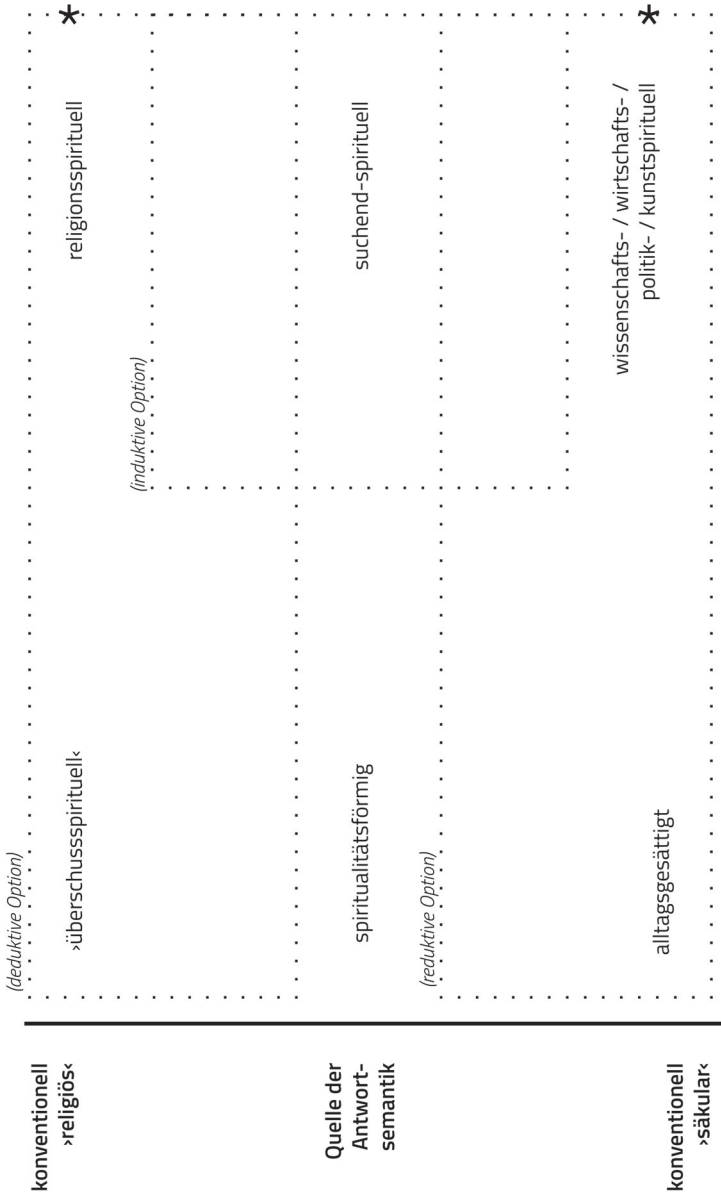 (deduktive Option)
konventionell
›religiös‹
›überschussspirituell‹
religionsspirituell
*
(induktive Option)
Quelle der
Antwort-
semantik
spiritualitätsförmig
suchend-spirituell
(reduktive Option)
konventionell
›säkular‹
alltagsgesättigt
wissenschafts- / wirtschafts- /
politik- / kunstspirituell
*